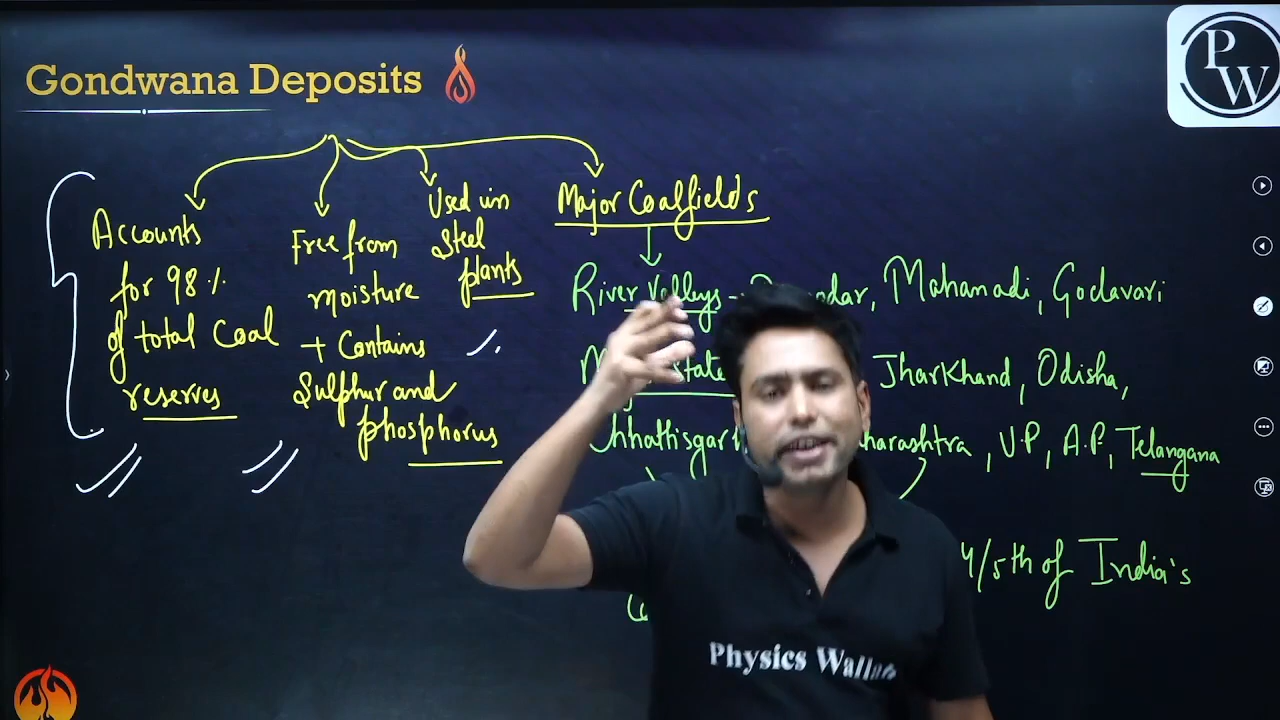 Gondwana Deposits
PW
Accounts
for 98%
of total Coal
reserves
Free from
moisture
+ Contains
Sulphur and
phosphorus
Used in
Steel
plants
Major Coalfields
River Valleys - , Mahanadi, Godavari
Jharkhand, Odisha,
, U.P, A.P, Telangana
4/5th of India's
Physics